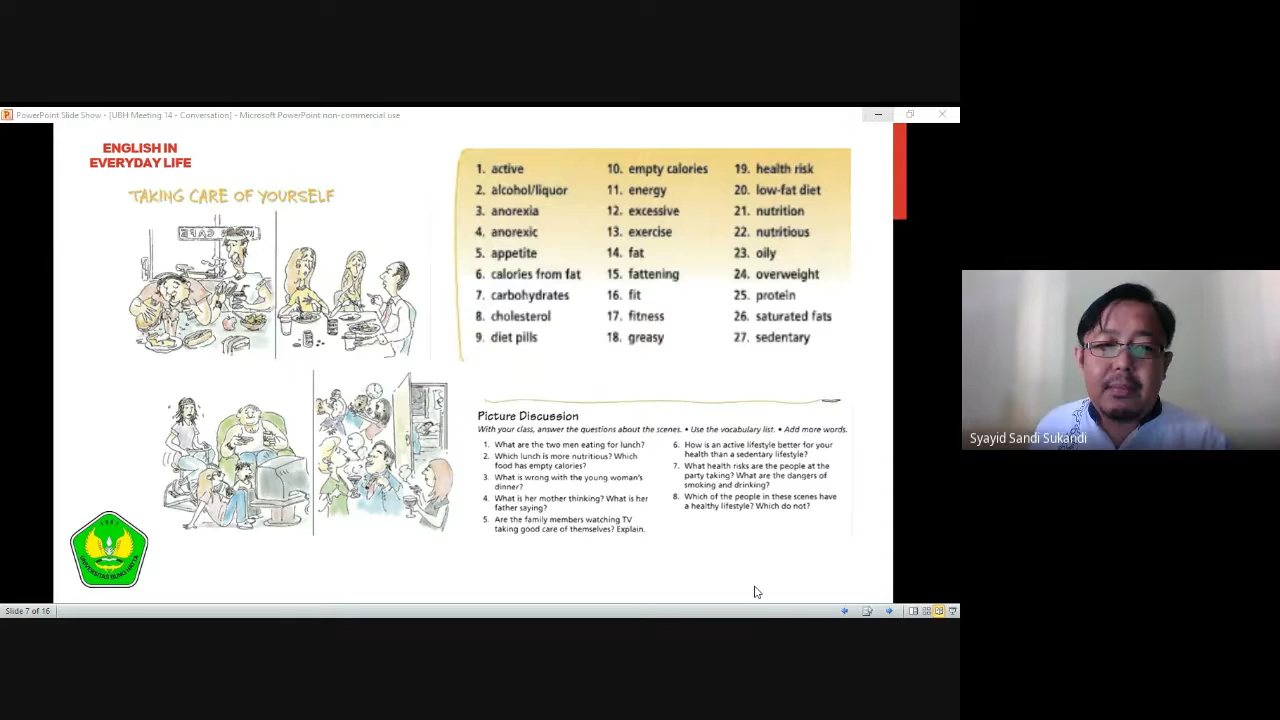 PowerPoint Slide Show - [UBH Meeting 14 - Conversation] - Microsoft PowerPoint non-commercial use
ENGLISH IN
EVERYDAY LIFE
TAKING CARE OF YOURSELF
1. active
2. alcohol/liquor
3. anorexia
4. anorexic
5. appetite
6. calories from fat
7. carbohydrates
8. cholesterol
9. diet pills
10. empty calories
11. energy
12. excessive
13. exercise
14. fat
15. fattening
16. fit
17. fitness
18. greasy
19. health risk
20. low-fat diet
21. nutrition
22. nutritious
23. oily
24. overweight
25. protein
26. saturated fats
27. sedentary
Picture Discussion
With your class, answer the questions about the scenes. • Use the vocabulary list. • Add more words.
1. What are the two men eating for lunch?
2. Which lunch is more nutritious? Which
food has empty calories?
3. What is wrong with the young woman's
dinner?
4. What is her mother thinking? What is her
father saying?
5. Are the family members watching TV
taking good care of themselves? Explain.
6. How is an active lifestyle better for your
health than a sedentary lifestyle?
7. What health risks are the people at the
party taking? What are the dangers of
smoking and drinking?
8. Which of the people in these scenes have
a healthy lifestyle? Which do not?
1981
UNIVERSITAS BUNG HATTA
Slide 7 of 16
Syayid Sandi Sukandi